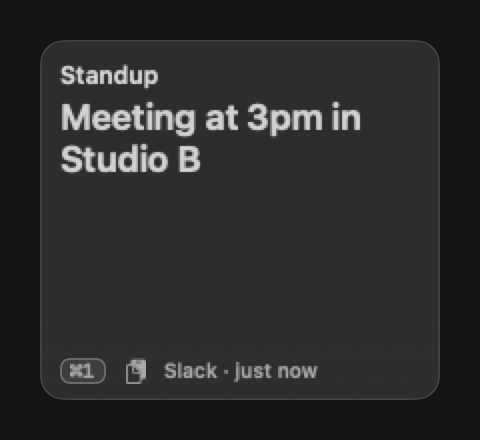 Standup
Meeting at 3pm in
Studio B
⌘1 Slack · just now